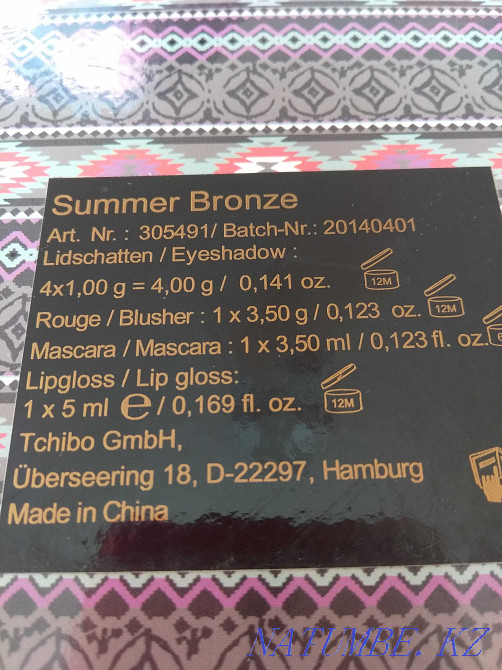 Summer Bronze
Art. Nr. : 305491/ Batch-Nr.: 20140401
Lidschatten / Eyeshadow :
4x1,00 g = 4,00 g / 0,141 oz. 12M
Rouge / Blusher : 1 x 3,50 g / 0,123 oz. 12M
Mascara / Mascara : 1 x 3,50 ml / 0,123 fl. oz.
Lipgloss / Lip gloss:
1 x 5 ml e / 0,169 fl. oz. 12M
Tchibo GmbH,
Überseering 18, D-22297, Hamburg
Made in China
NATUMBE.KZ